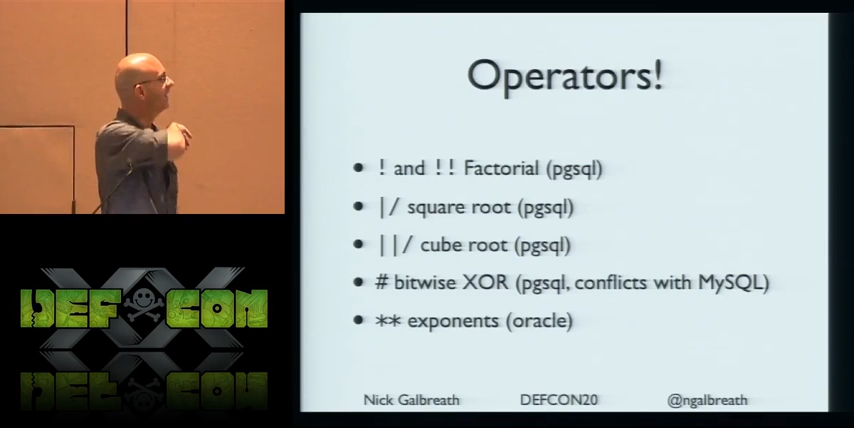 Operators!
• ! and !! Factorial (pgsql)
• |/ square root (pgsql)
• ||/ cube root (pgsql)
• # bitwise XOR (pgsql, conflicts with MySQL)
• ** exponents (oracle)
Nick Galbreath DEFCON20 @ngalbreath
DEF CON
XX